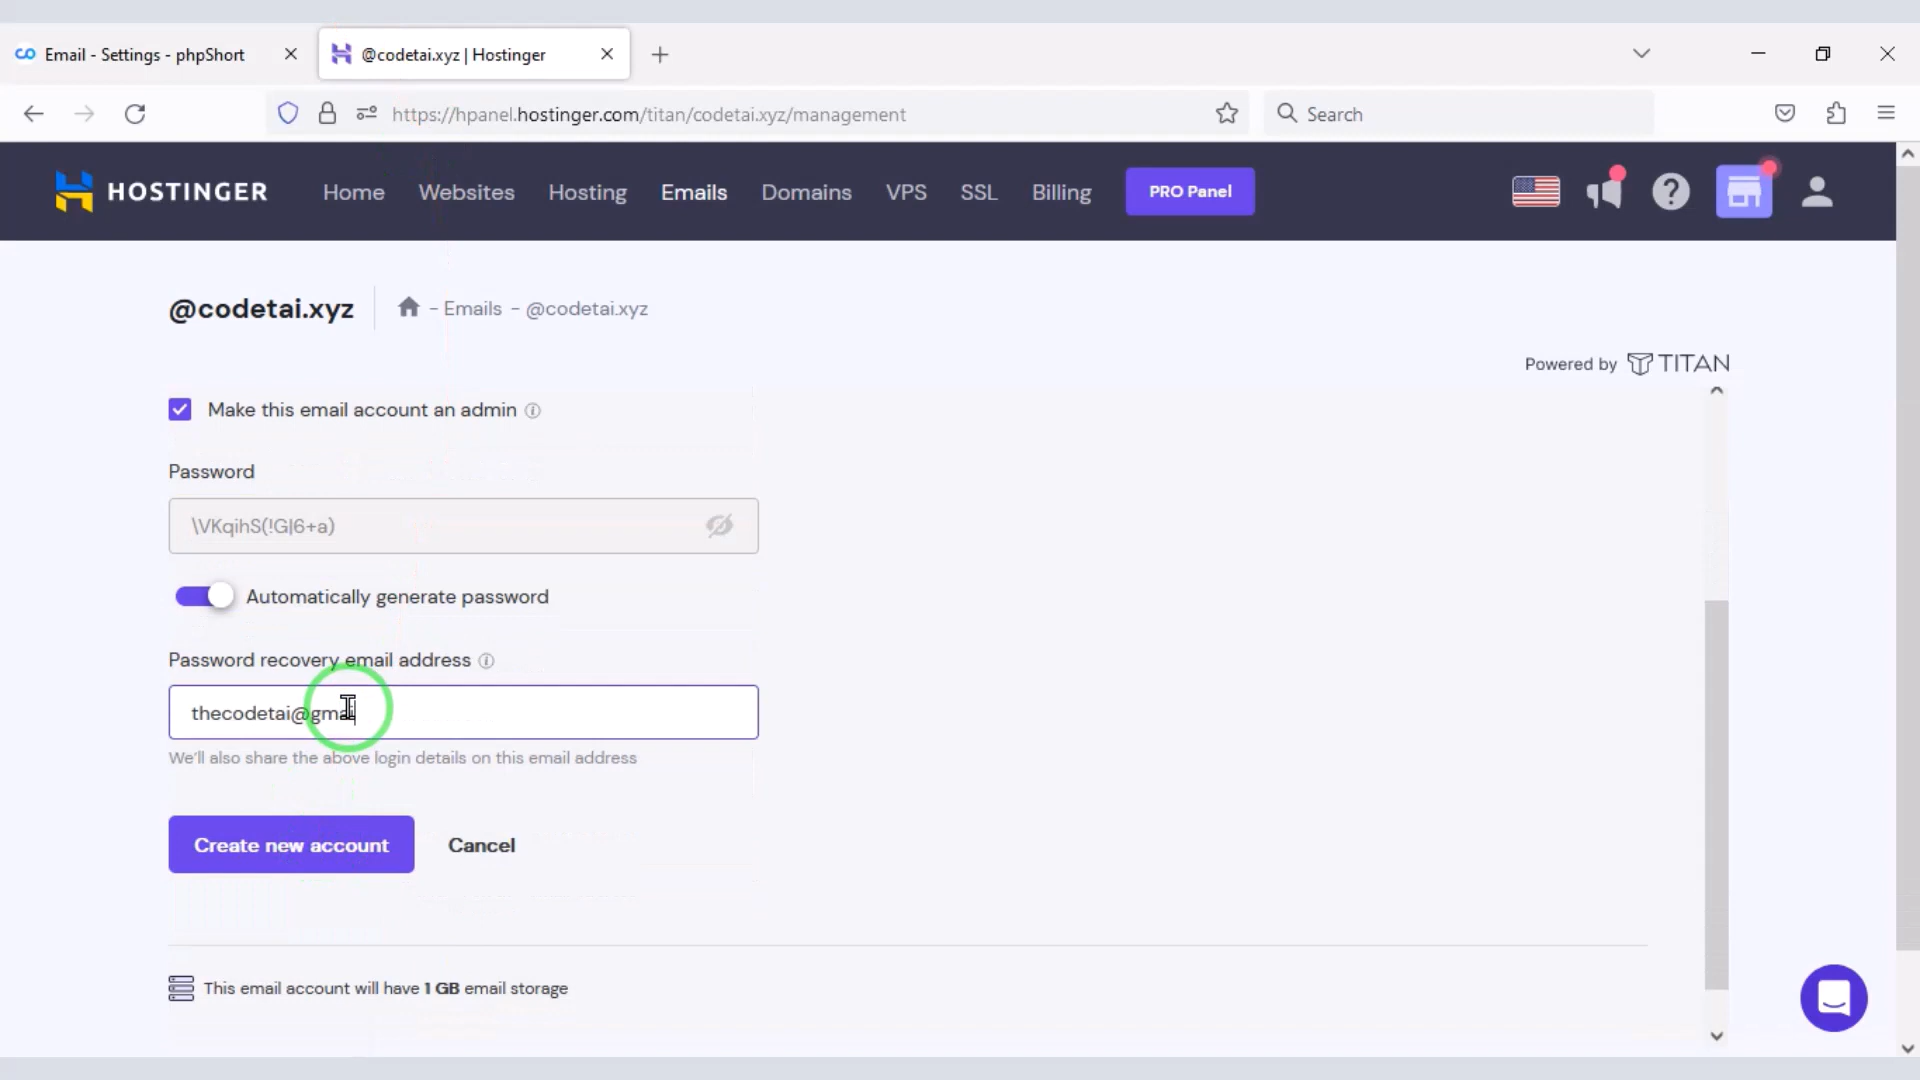 Email - Settings - phpShort
@codetai.xyz | Hostinger
https://hpanel.hostinger.com/titan/codetai.xyz/management
Search
HOSTINGER
Home
Websites
Hosting
Emails
Domains
VPS
SSL
Billing
PRO Panel
@codetai.xyz
- Emails - @codetai.xyz
Powered by TITAN
Make this email account an admin
Password
\VKqihS(!G|6+a)
Automatically generate password
Password recovery email address
thecodetai@gmai
We'll also share the above login details on this email address
Create new account
Cancel
This email account will have 1 GB email storage